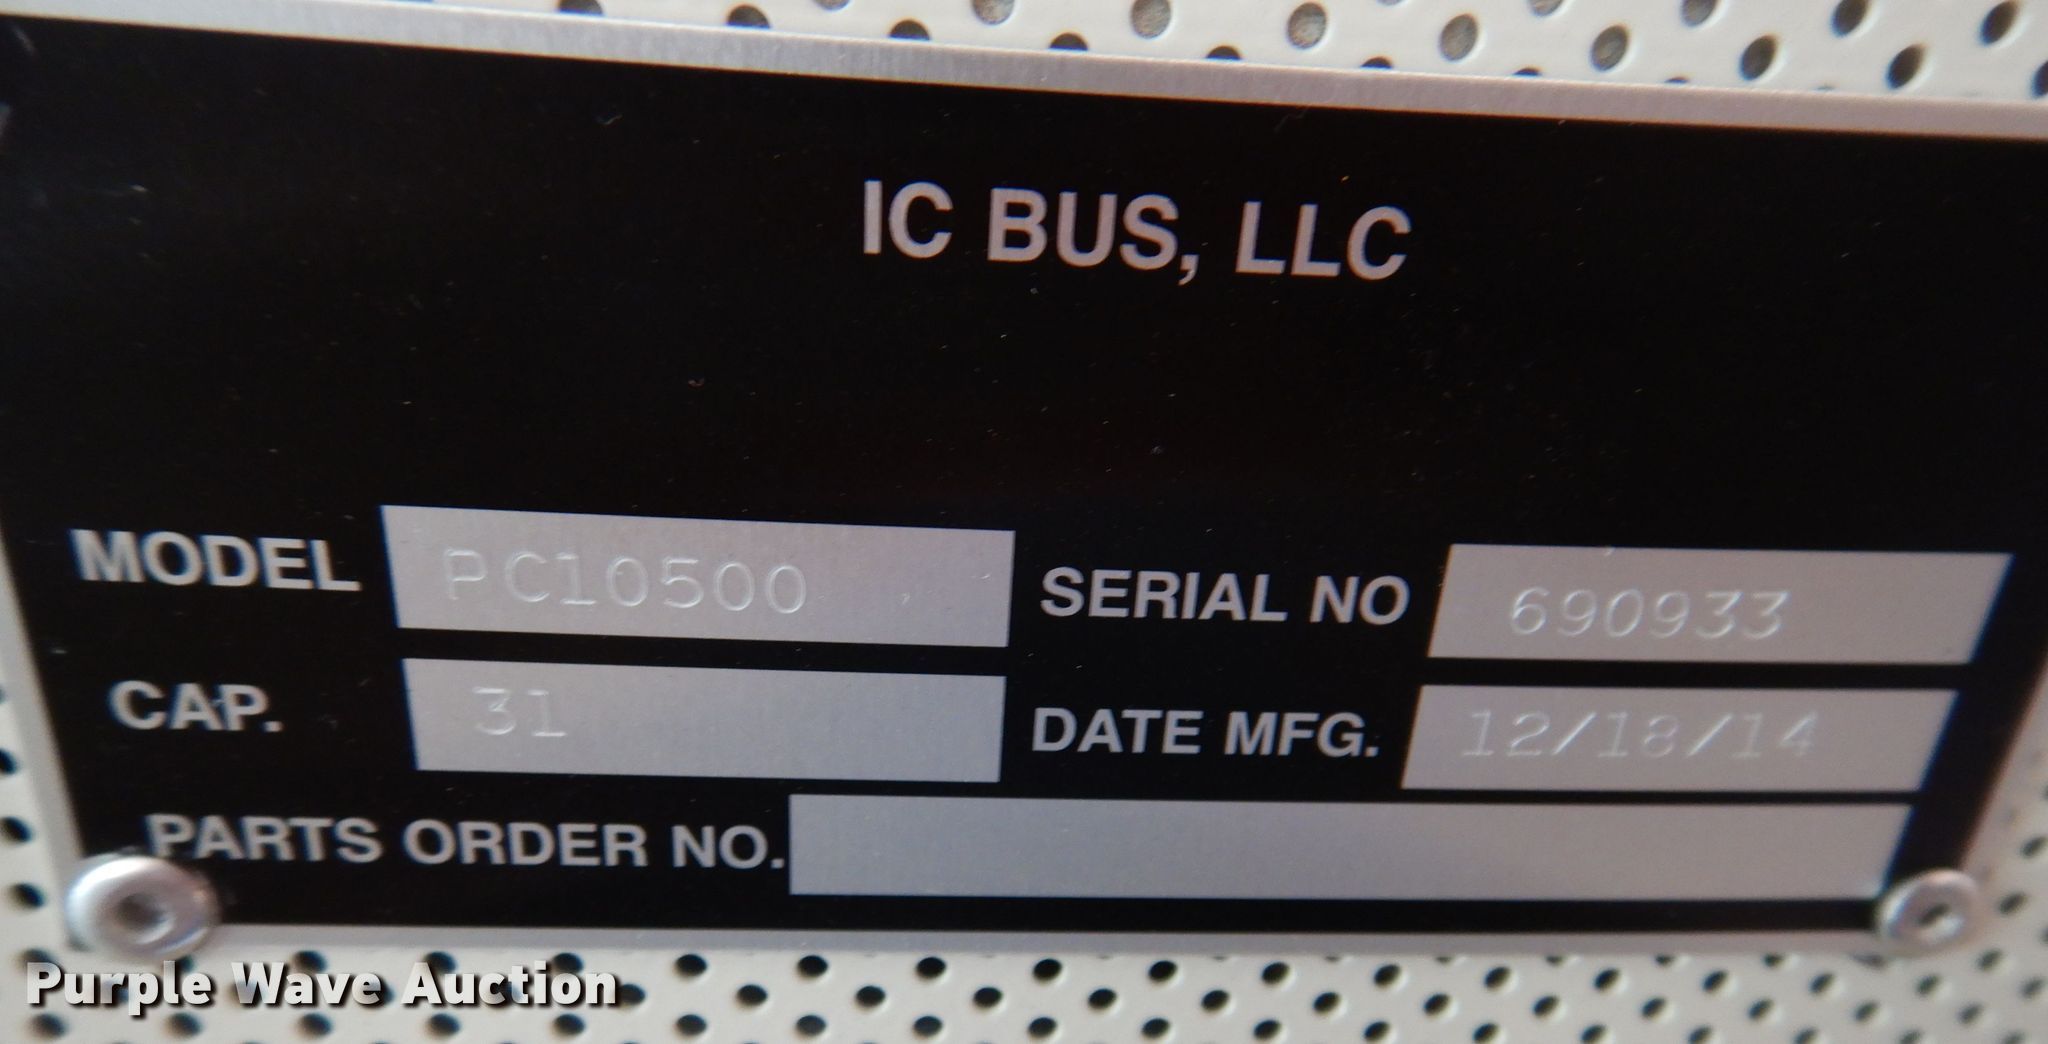 IC BUS, LLC
MODEL PC10500 SERIAL NO 690933
CAP. 31 DATE MFG. 12/18/14
PARTS ORDER NO.
Purple Wave Auction